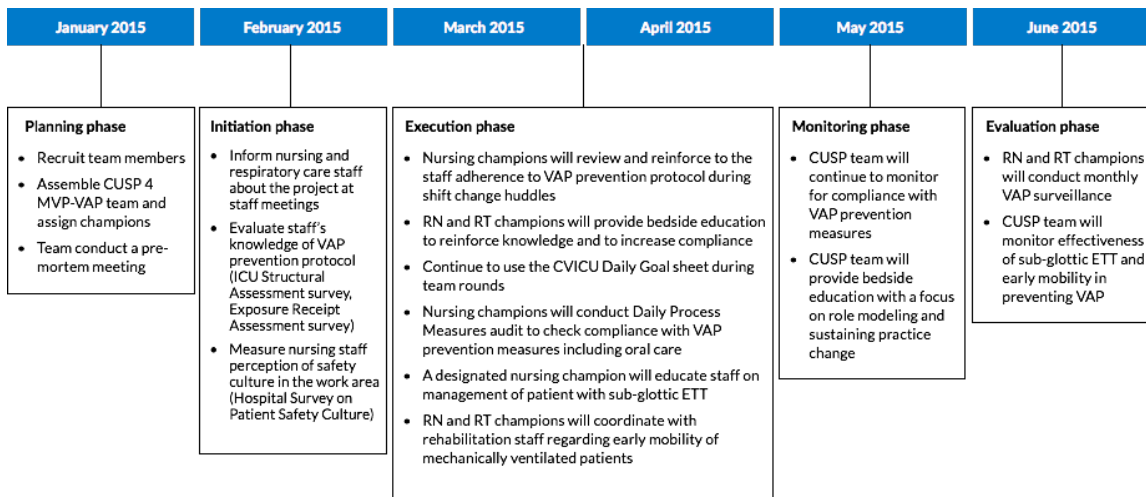 January 2015
February 2015
March 2015
April 2015
May 2015
June 2015
Planning phase
• Recruit team members
• Assemble CUSP 4
MVP-VAP team and
assign champions
• Team conduct a pre-
mortem meeting
Initiation phase
• Inform nursing and
respiratory care staff
about the project at
staff meetings
• Evaluate staff's
knowledge of VAP
prevention protocol
(ICU Structural
Assessment survey,
Exposure Receipt
Assessment survey)
• Measure nursing staff
perception of safety
culture in the work area
(Hospital Survey on
Patient Safety Culture)
Execution phase
• Nursing champions will review and reinforce to the
staff adherence to VAP prevention protocol during
shift change huddles
• RN and RT champions will provide bedside education
to reinforce knowledge and to increase compliance
• Continue to use the CVICU Daily Goal sheet during
team rounds
• Nursing champions will conduct Daily Process
Measures audit to check compliance with VAP
prevention measures including oral care
• A designated nursing champion will educate staff on
management of patient with sub-glottic ETT
• RN and RT champions will coordinate with
rehabilitation staff regarding early mobility of
mechanically ventilated patients
Monitoring phase
• CUSP team will
continue to monitor
for compliance with
VAP prevention
measures
• CUSP team will
provide bedside
education with a focus
on role modeling and
sustaining practice
change
Evaluation phase
• RN and RT champions
will conduct monthly
VAP surveillance
• CUSP team will
monitor effectiveness
of sub-glottic ETT and
early mobility in
preventing VAP